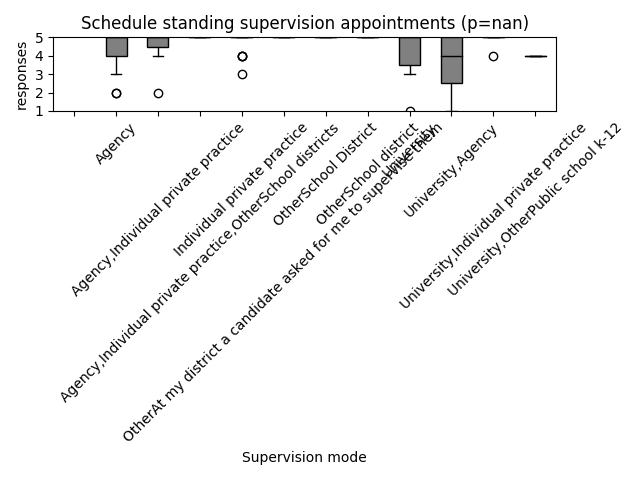 Schedule standing supervision appointments (p=nan)
responses
5
4
3
2
1
Agency
Agency,Individual private practice
Agency,Individual private practice,OtherSchool districts
Individual private practice
OtherAt my district a candidate asked for me to supervise them
OtherSchool District
OtherSchool district
University
University,Agency
University,Individual private practice
University,OtherPublic school k-12
Supervision mode